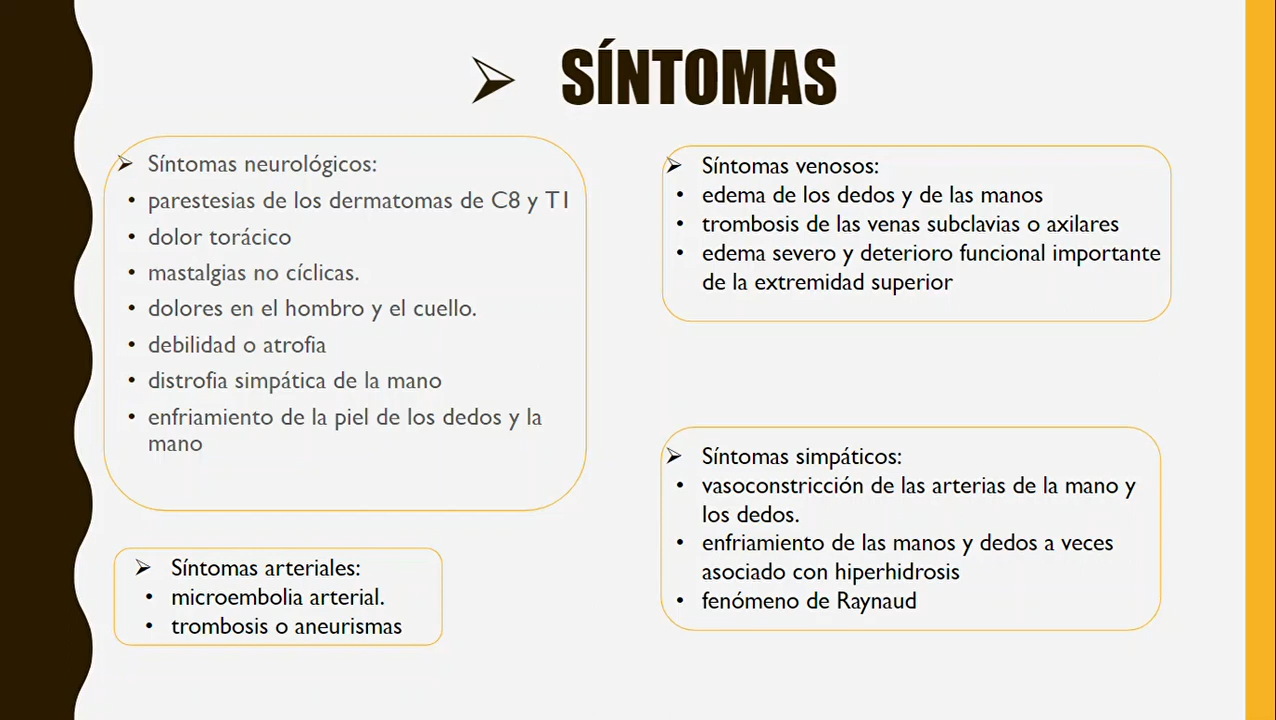 ➢ SÍNTOMAS
➢ Síntomas neurológicos:
• parestesias de los dermatomas de C8 y T1
• dolor torácico
• mastalgias no cíclicas.
• dolores en el hombro y el cuello.
• debilidad o atrofia
• distrofia simpática de la mano
• enfriamiento de la piel de los dedos y la
mano
➢ Síntomas arteriales:
• microembolia arterial.
• trombosis o aneurismas
➢ Síntomas venosos:
• edema de los dedos y de las manos
• trombosis de las venas subclavias o axilares
• edema severo y deterioro funcional importante
de la extremidad superior
➢ Síntomas simpáticos:
• vasoconstricción de las arterias de la mano y
los dedos.
• enfriamiento de las manos y dedos a veces
asociado con hiperhidrosis
• fenómeno de Raynaud